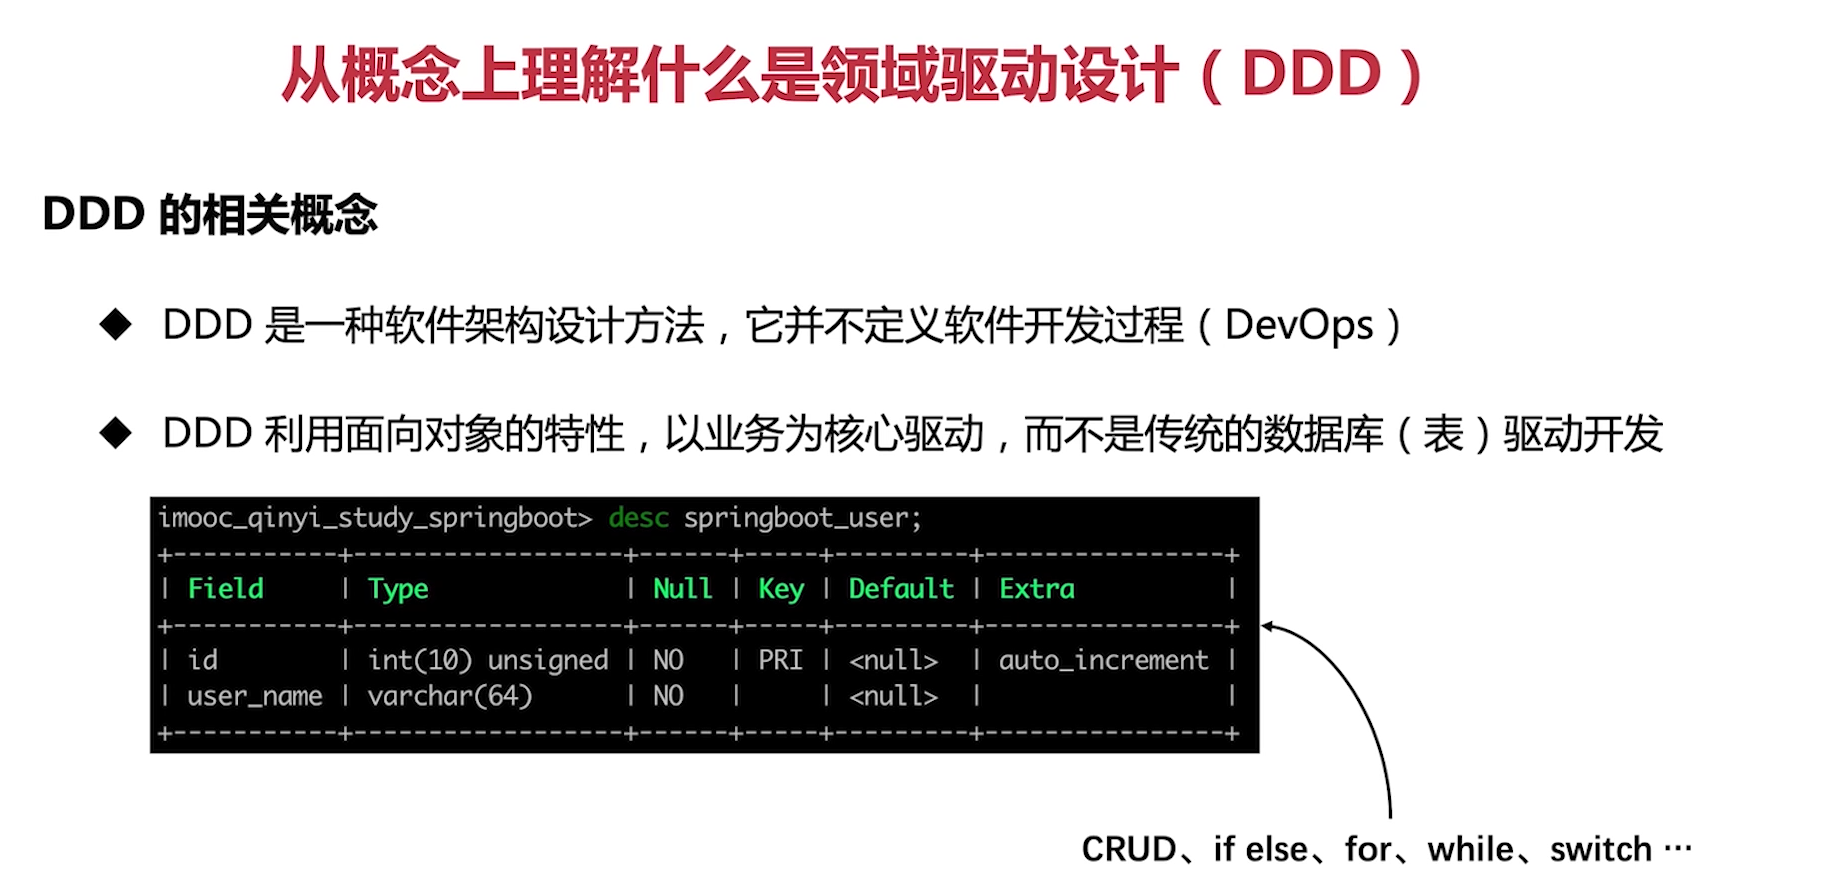 从概念上理解什么是领域驱动设计（DDD）
DDD 的相关概念
◆ DDD 是一种软件架构设计方法，它并不定义软件开发过程（DevOps）
◆ DDD 利用面向对象的特性，以业务为核心驱动，而不是传统的数据库（表）驱动开发
imooc_qinyi_study_springboot> desc springboot_user;
+-----------+------------------+------+-----+---------+----------------+
| Field     | Type             | Null | Key | Default | Extra          |
+-----------+------------------+------+-----+---------+----------------+
| id        | int(10) unsigned | NO   | PRI | <null>  | auto_increment |
| user_name | varchar(64)      | NO   |     | <null>  |                |
+-----------+------------------+------+-----+---------+----------------+
CRUD、if else、for、while、switch …